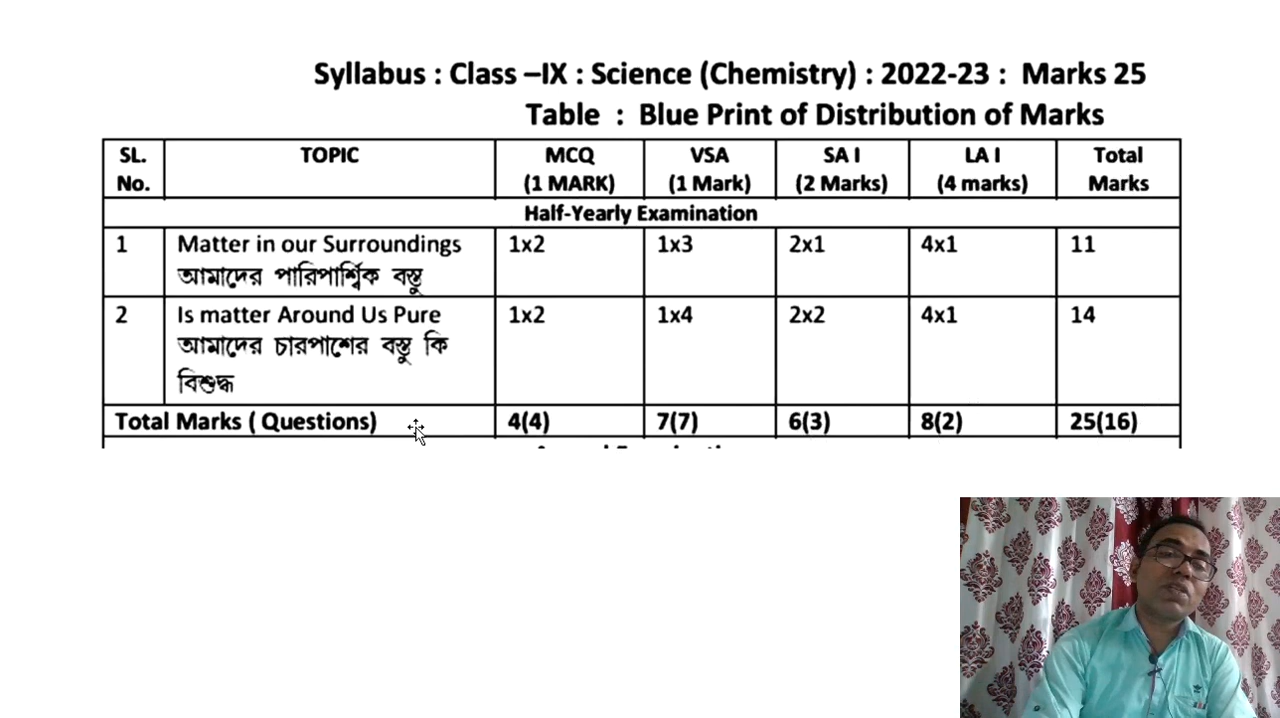 Syllabus : Class –IX : Science (Chemistry) : 2022-23 : Marks 25
Table : Blue Print of Distribution of Marks
SL. No. TOPIC MCQ (1 MARK) VSA (1 Mark) SA I (2 Marks) LA I (4 marks) Total Marks
Half-Yearly Examination
1 Matter in our Surroundings 1x2 1x3 2x1 4x1 11
আমাদের পারিপার্শ্বিক বস্তু
2 Is matter Around Us Pure 1x2 1x4 2x2 4x1 14
আমাদের চারপাশের বস্তু কি
বিশুদ্ধ
Total Marks ( Questions) 4(4) 7(7) 6(3) 8(2) 25(16)